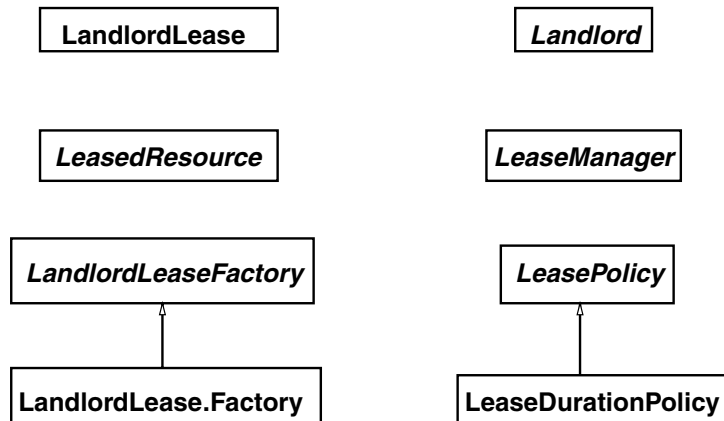 LandlordLease
Landlord
LeasedResource
LeaseManager
LandlordLeaseFactory
LeasePolicy
LandlordLease.Factory
LeaseDurationPolicy